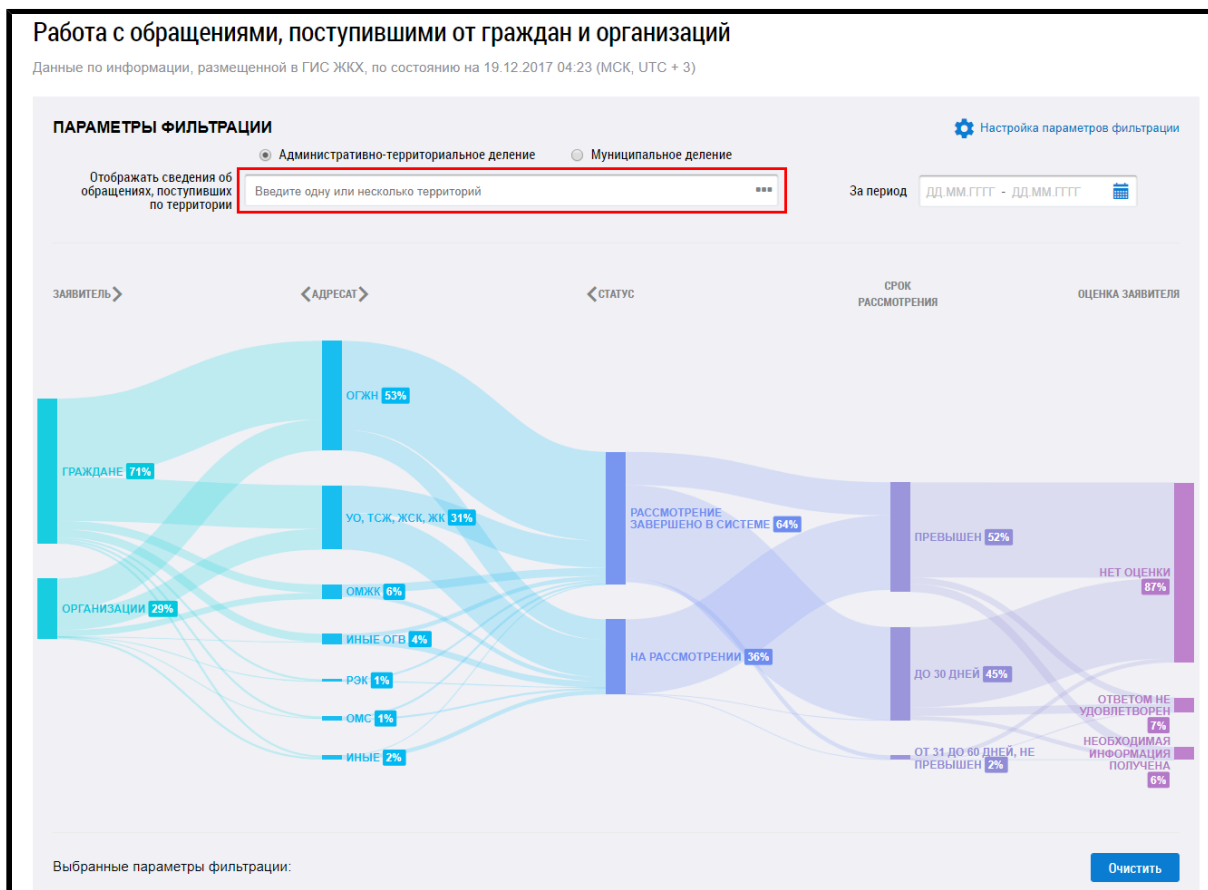 Работа с обращениями, поступившими от граждан и организаций
Данные по информации, размещенной в ГИС ЖКХ, по состоянию на 19.12.2017 04:23 (МСК, UTC + 3)
ПАРАМЕТРЫ ФИЛЬТРАЦИИ
Настройка параметров фильтрации
Административно-территориальное деление
Муниципальное деление
Отображать сведения об
обращениях, поступивших
по территории
Введите одну или несколько территорий
За период
ДД.ММ.ГГГГ - ДД.ММ.ГГГГ
ЗАЯВИТЕЛЬ
АДРЕСАТ
СТАТУС
СРОК
РАССМОТРЕНИЯ
ОЦЕНКА ЗАЯВИТЕЛЯ
ГРАЖДАНЕ 71%
ОРГАНИЗАЦИИ 29%
ОГЖН 53%
УО, ТСЖ, ЖСК, ЖК 31%
ОМЖК 6%
ИНЫЕ ОГВ 4%
РЭК 1%
ОМС 1%
ИНЫЕ 2%
РАССМОТРЕНИЕ
ЗАВЕРШЕНО В СИСТЕМЕ 64%
НА РАССМОТРЕНИИ 36%
ПРЕВЫШЕН 52%
ДО 30 ДНЕЙ 45%
ОТ 31 ДО 60 ДНЕЙ, НЕ
ПРЕВЫШЕН 2%
НЕТ ОЦЕНКИ
87%
ОТВЕТОМ НЕ
УДОВЛЕТВОРЕН
7%
НЕОБХОДИМАЯ
ИНФОРМАЦИЯ
ПОЛУЧЕНА
6%
Выбранные параметры фильтрации:
Очистить